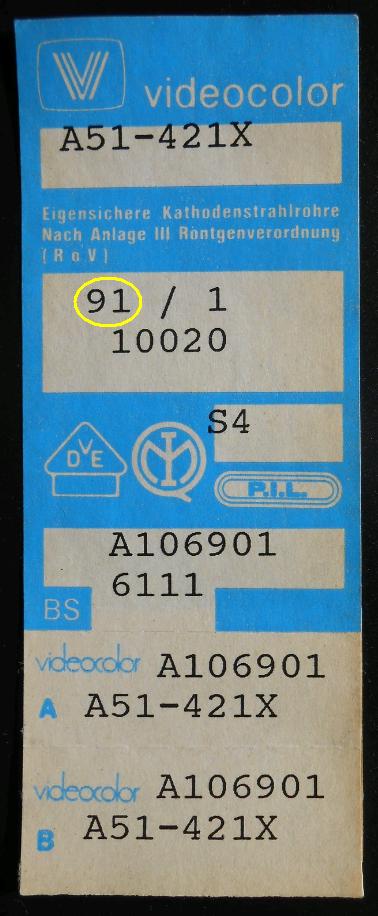 videocolor
A51-421X
Eigensichere Kathodenstrahlrohre
Nach Anlage III Röntgenverordnung
(RöV)
91 / 1
10020
S4
DVE
P.I.L.
A106901
6111
BS
videocolor A106901
A A51-421X
videocolor A106901
B A51-421X